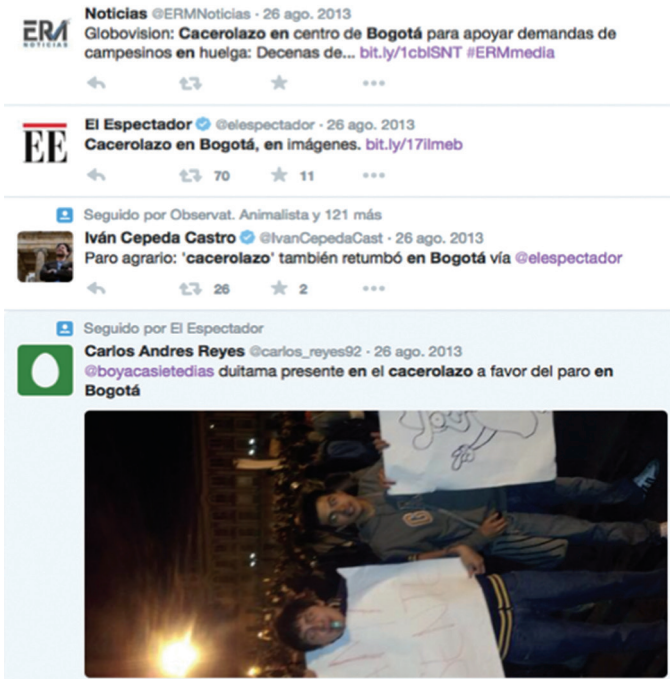 ERM
NOTICIAS
Noticias @ERMNoticias · 26 ago. 2013
Globovision: Cacerolazo en centro de Bogotá para apoyar demandas de
campesinos en huelga: Decenas de... bit.ly/1cblSNT #ERMmedia
EE
El Espectador @elespectador · 26 ago. 2013
Cacerolazo en Bogotá, en imágenes. bit.ly/17ilmeb
70 11
Seguido por Observat. Animalista y 121 más
Iván Cepeda Castro @IvanCepedaCast · 26 ago. 2013
Paro agrario: 'cacerolazo' también retumbó en Bogotá vía @elespectador
26 2
Seguido por El Espectador
Carlos Andres Reyes @carlos_reyes92 · 26 ago. 2013
@boyacasietedias duitama presente en el cacerolazo a favor del paro en
Bogotá